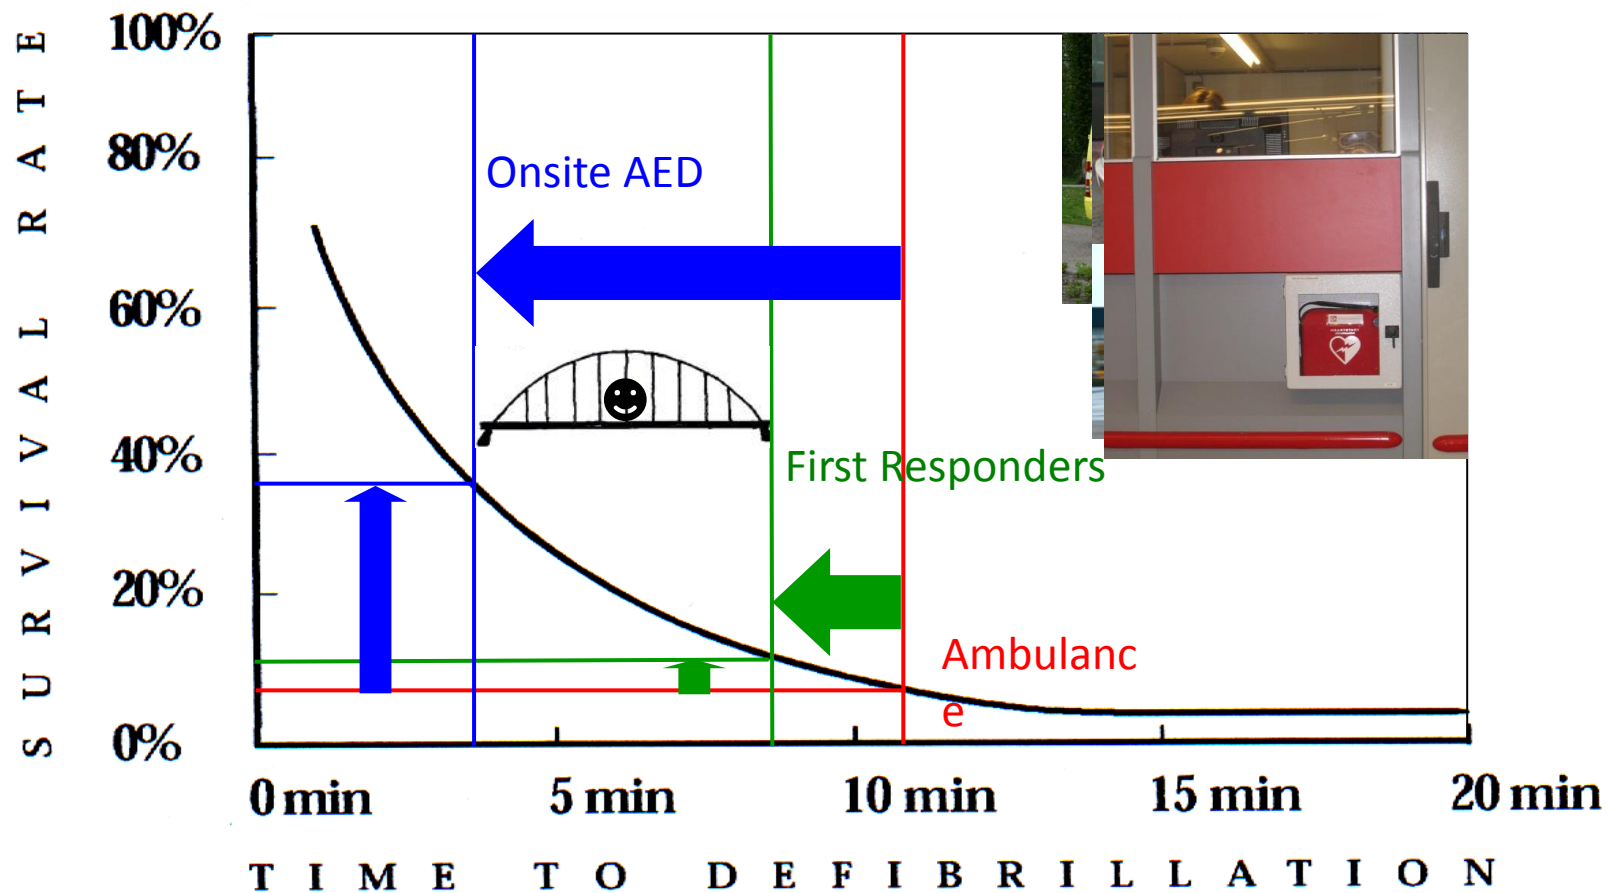 SURVIVAL RATE
100%
80%
60%
40%
20%
0%
Onsite AED
First Responders
Ambulanc
e
0 min
5 min
10 min
15 min
20 min
TIME TO DEFIBRILLATION